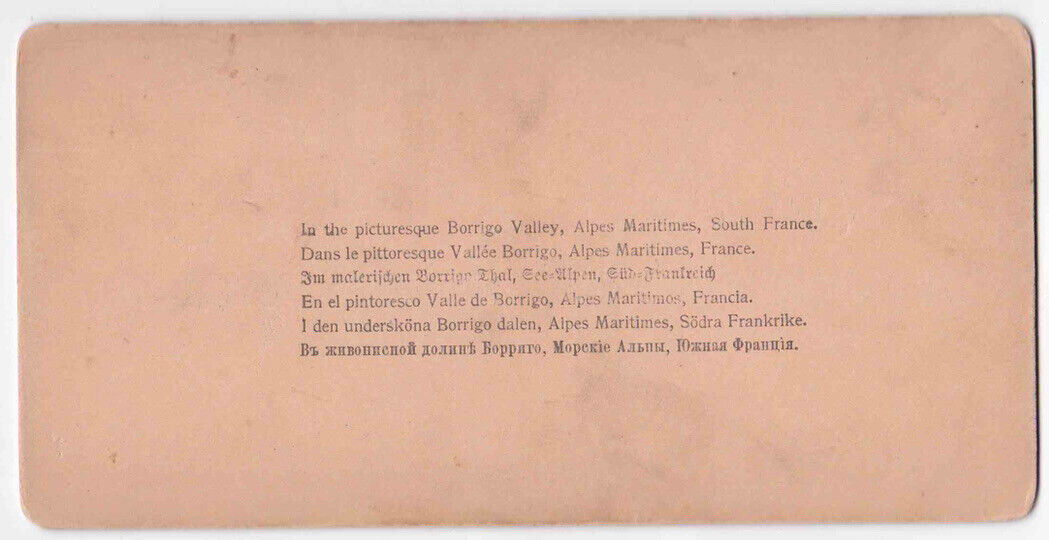 In the picturesque Borrigo Valley, Alpes Maritimes, South France.
Dans le pittoresque Vallée Borrigo, Alpes Maritimes, France.
Im malerischen Borrigo Thal, See-Alpen, Süd-Frankreich
En el pintoresco Valle de Borrigo, Alpes Maritimos, Francia.
I den undersköna Borrigo dalen, Alpes Maritimes, Södra Frankrike.
Въ живописной долинѣ Борриго, Морскіе Альпы, Южная Франція.